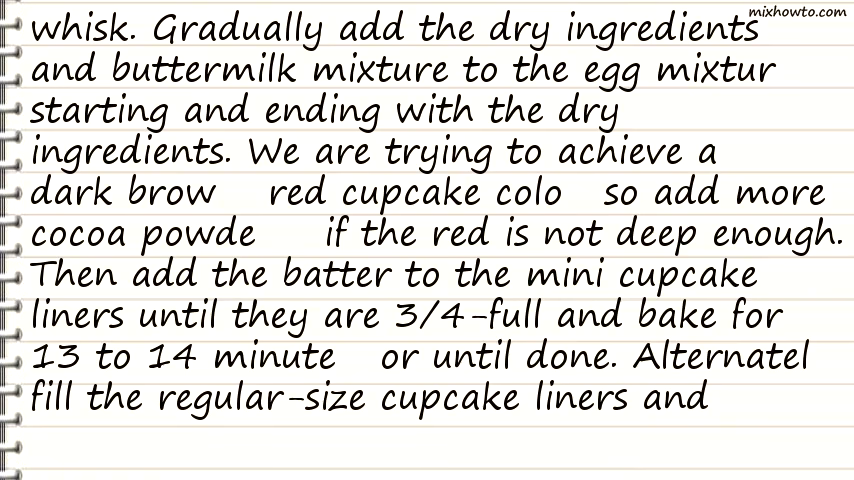 mixhowto.com
whisk. Gradually add the dry ingredients
and buttermilk mixture to the egg mixtur
starting and ending with the dry
ingredients. We are trying to achieve a
dark brow red cupcake colo so add more
cocoa powde if the red is not deep enough.
Then add the batter to the mini cupcake
liners until they are 3/4-full and bake for
13 to 14 minute or until done. Alternatel
fill the regular-size cupcake liners and